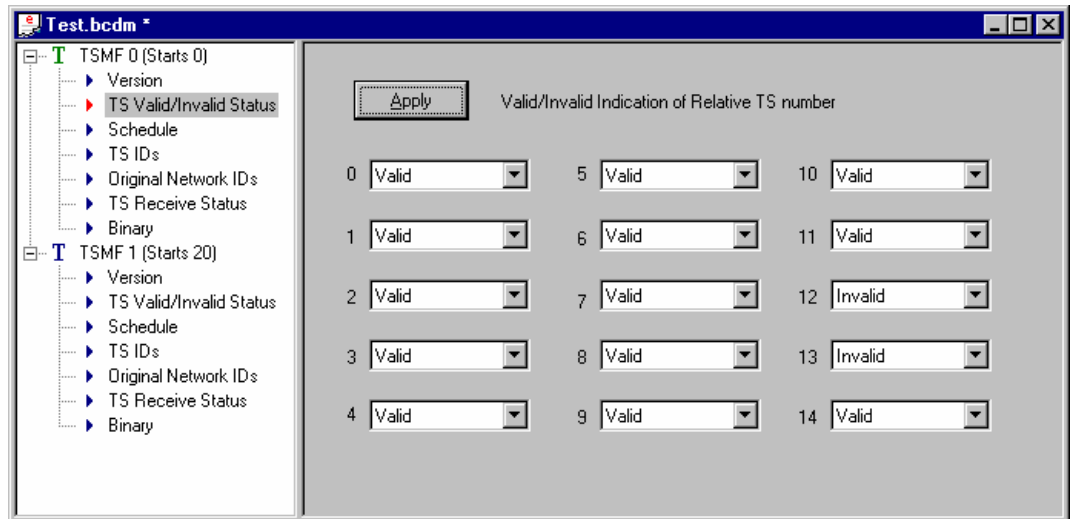 Test.bcdm *
T TSMF 0 (Starts 0)
Version
TS Valid/Invalid Status
Schedule
TS IDs
Original Network IDs
TS Receive Status
Binary
T TSMF 1 (Starts 20)
Version
TS Valid/Invalid Status
Schedule
TS IDs
Original Network IDs
TS Receive Status
Binary
Apply Valid/Invalid Indication of Relative TS number
0 Valid 5 Valid 10 Valid
1 Valid 6 Valid 11 Valid
2 Valid 7 Valid 12 Invalid
3 Valid 8 Valid 13 Invalid
4 Valid 9 Valid 14 Valid